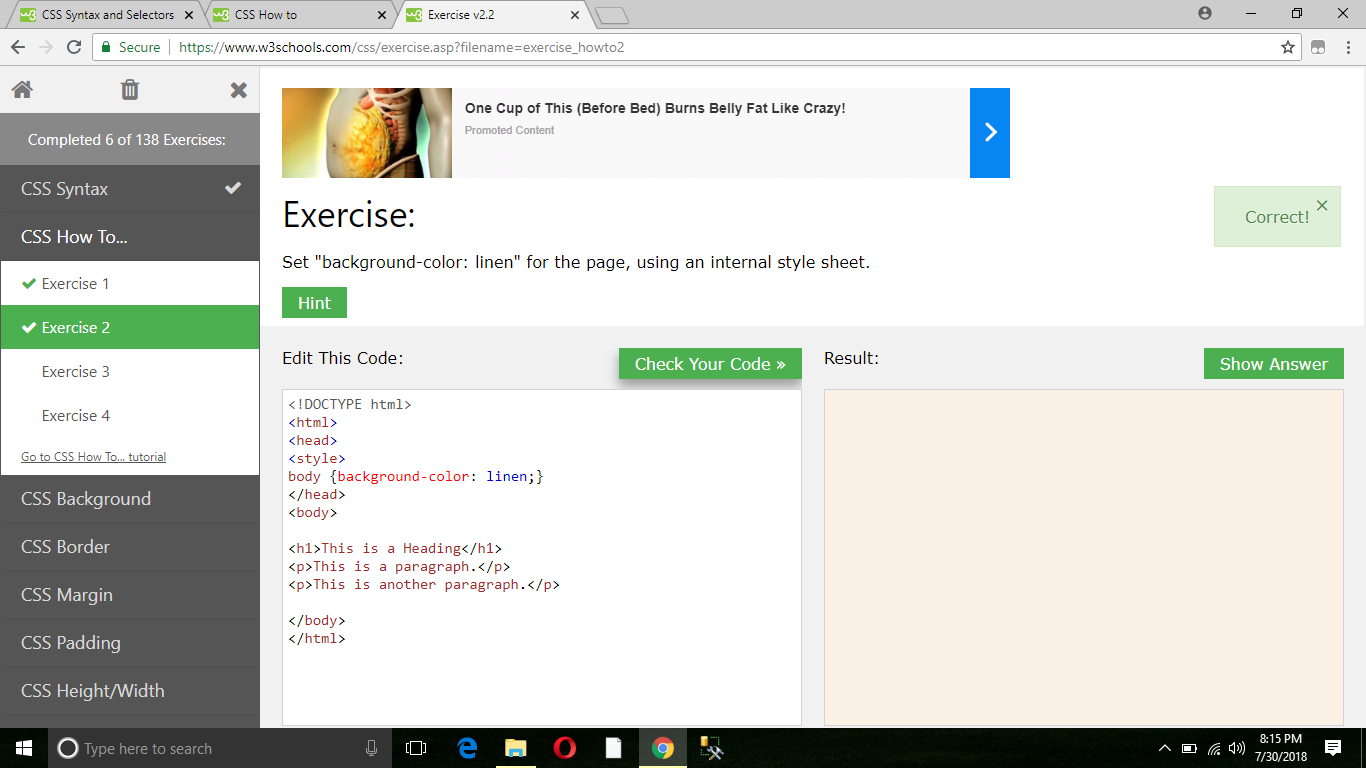 CSS Syntax and Selectors
CSS How to
Exercise v2.2
Secure
https://www.w3schools.com/css/exercise.asp?filename=exercise_howto2
Completed 6 of 138 Exercises:
CSS Syntax
CSS How To...
Exercise 1
Exercise 2
Exercise 3
Exercise 4
Go to CSS How To... tutorial
CSS Background
CSS Border
CSS Margin
CSS Padding
CSS Height/Width
One Cup of This (Before Bed) Burns Belly Fat Like Crazy!
Promoted Content
Exercise:
Correct!
Set "background-color: linen" for the page, using an internal style sheet.
Hint
Edit This Code:
Check Your Code »
Result:
Show Answer
<!DOCTYPE html>
<html>
<head>
<style>
body {background-color: linen;}
</head>
<body>
<h1>This is a Heading</h1>
<p>This is a paragraph.</p>
<p>This is another paragraph.</p>
</body>
</html>
Type here to search
8:15 PM
7/30/2018